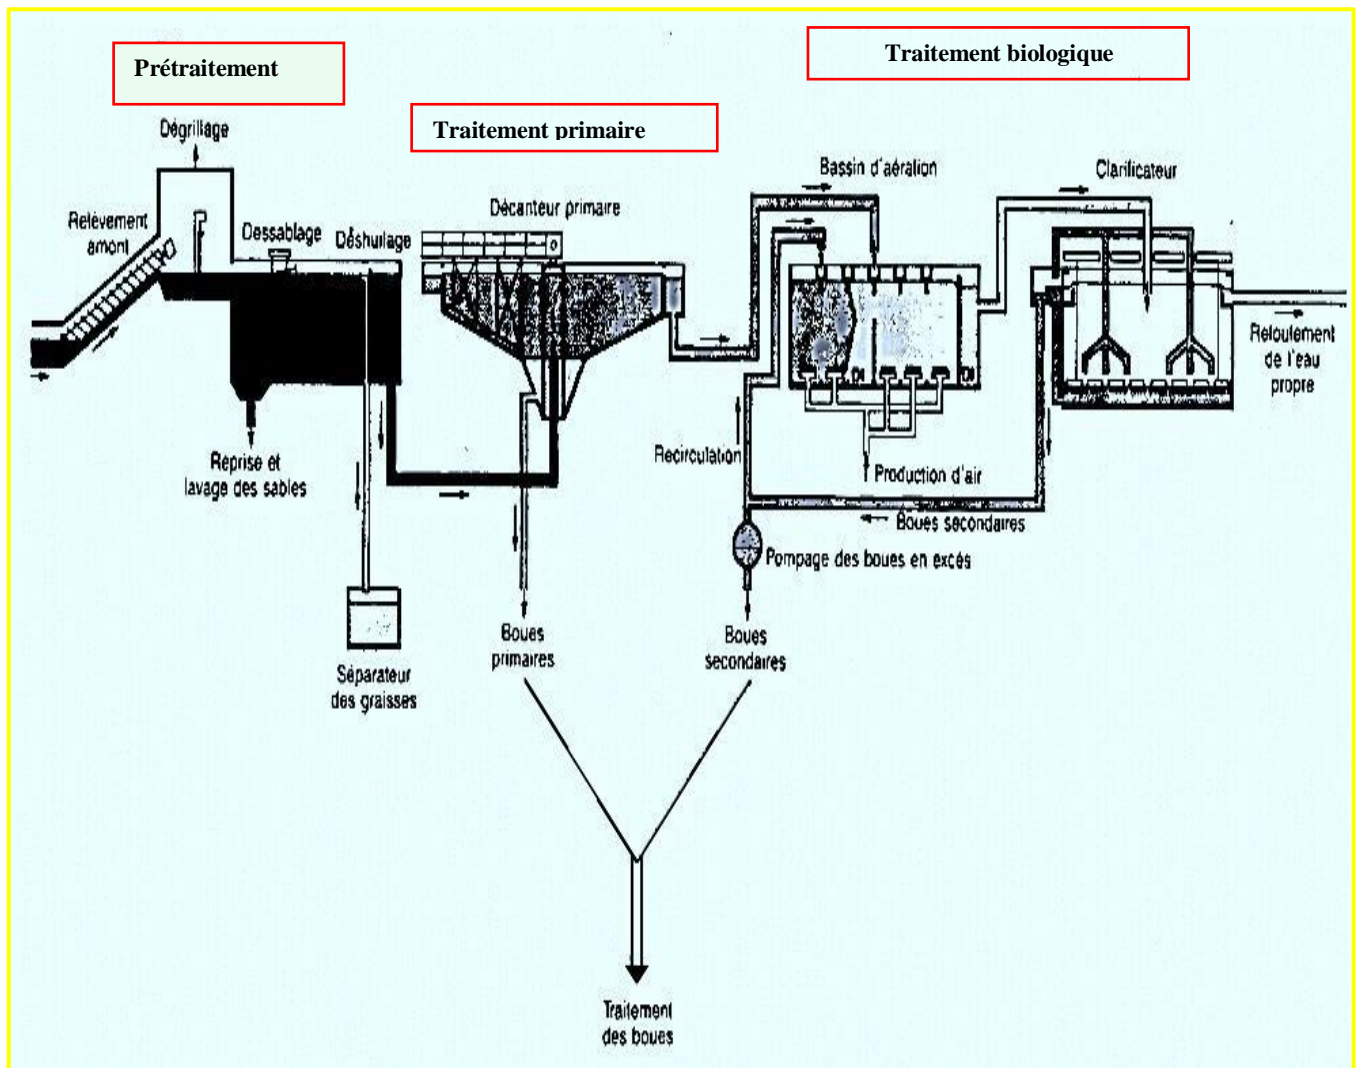 Prétraitement
Traitement primaire
Traitement biologique
Dégrillage
Relèvement
amont
Dessablage
Déshuilage
Décanteur primaire
Bassin d'aération
Clarificateur
Refoulement
de l'eau
propre
Reprise et
lavage des sables
Recirculation
Production d'air
Boues secondaires
Pompage des boues en excés
Séparateur
des graisses
Boues
primaires
Boues
secondaires
Traitement
des boues